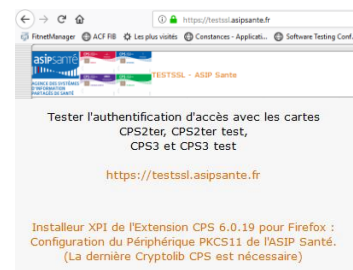 https://testssl.asipsante.fr
FitnetManager ACF FIB Les plus visités Constances - Applicati... Software Testing Conf.
asipsanté
AGENCE DES SYSTÈMES
D'INFORMATION
PARTAGÉS DE SANTÉ
TESTSSL - ASIP Sante
Tester l'authentification d'accès avec les cartes
CPS2ter, CPS2ter test,
CPS3 et CPS3 test
https://testssl.asipsante.fr
Installeur XPI de l'Extension CPS 6.0.19 pour Firefox :
Configuration du Périphérique PKCS11 de l'ASIP Santé.
(La dernière Cryptolib CPS est nécessaire)